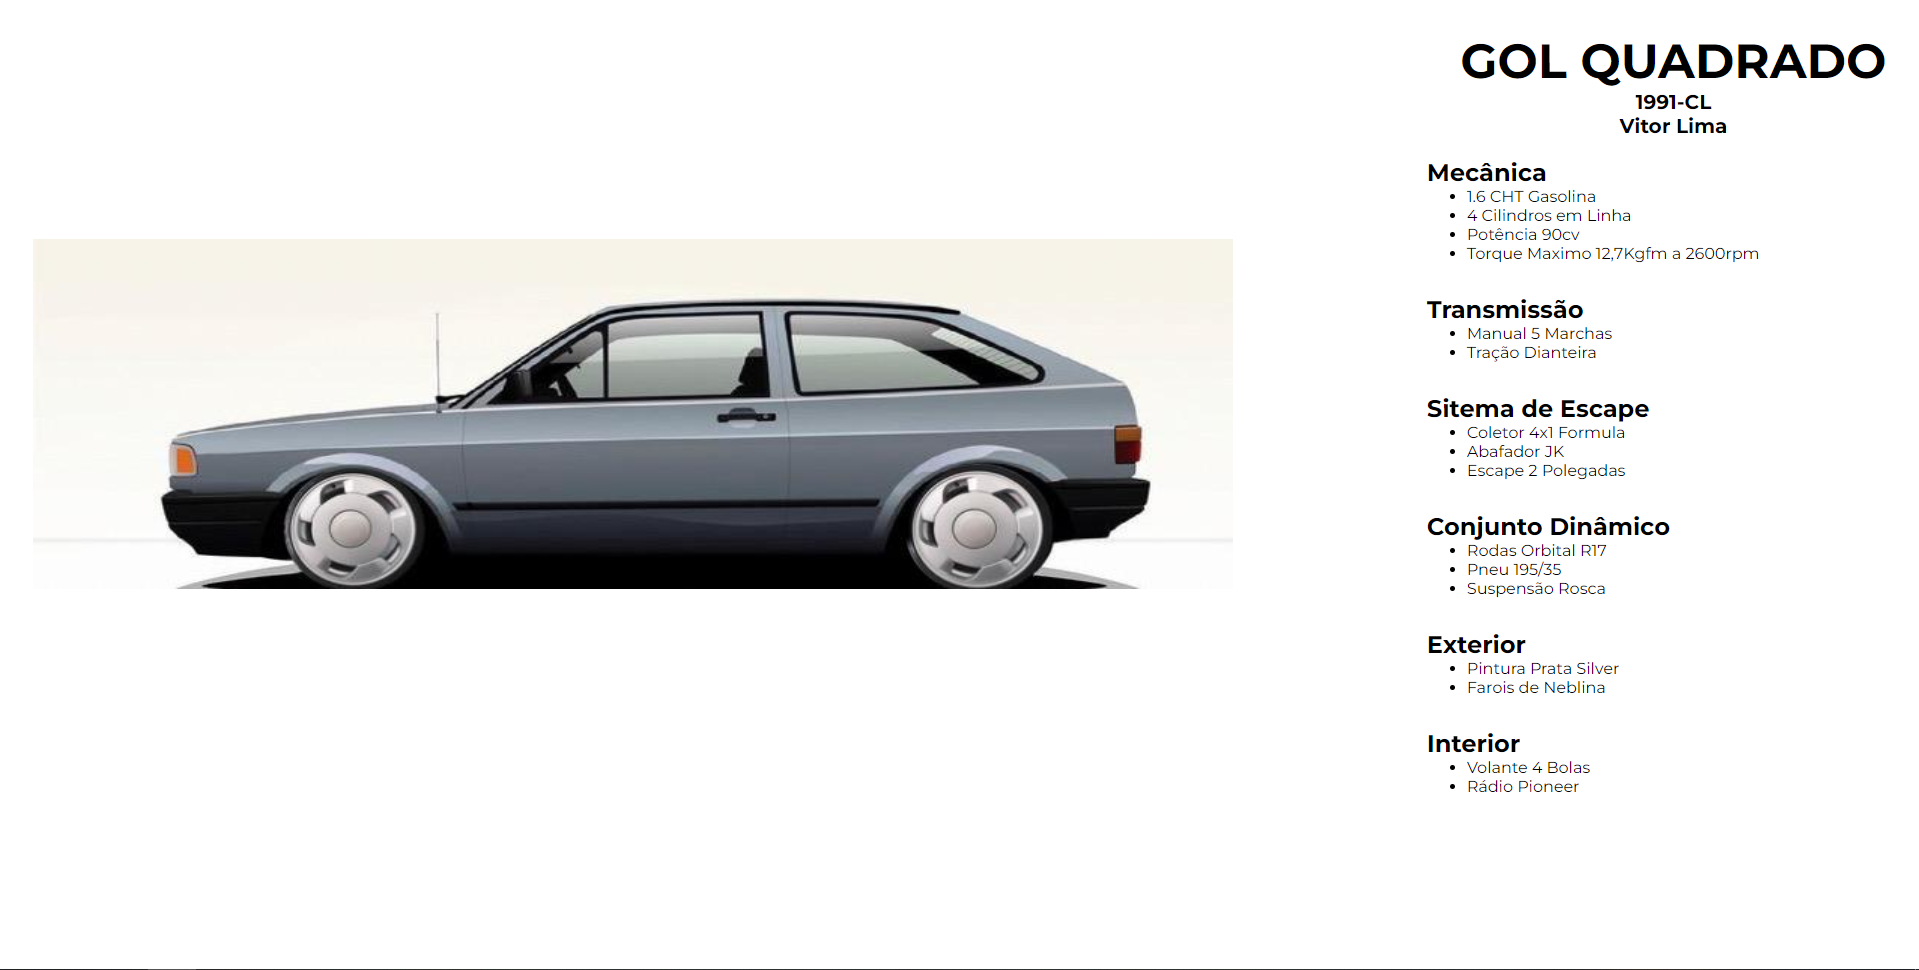 GOL QUADRADO
1991-CL
Vitor Lima
Mecânica
1.6 CHT Gasolina
4 Cilindros em Linha
Potência 90cv
Torque Maximo 12,7Kgfm a 2600rpm
Transmissão
Manual 5 Marchas
Tração Dianteira
Sitema de Escape
Coletor 4x1 Formula
Abafador JK
Escape 2 Polegadas
Conjunto Dinâmico
Rodas Orbital R17
Pneu 195/35
Suspensão Rosca
Exterior
Pintura Prata Silver
Farois de Neblina
Interior
Volante 4 Bolas
Rádio Pioneer